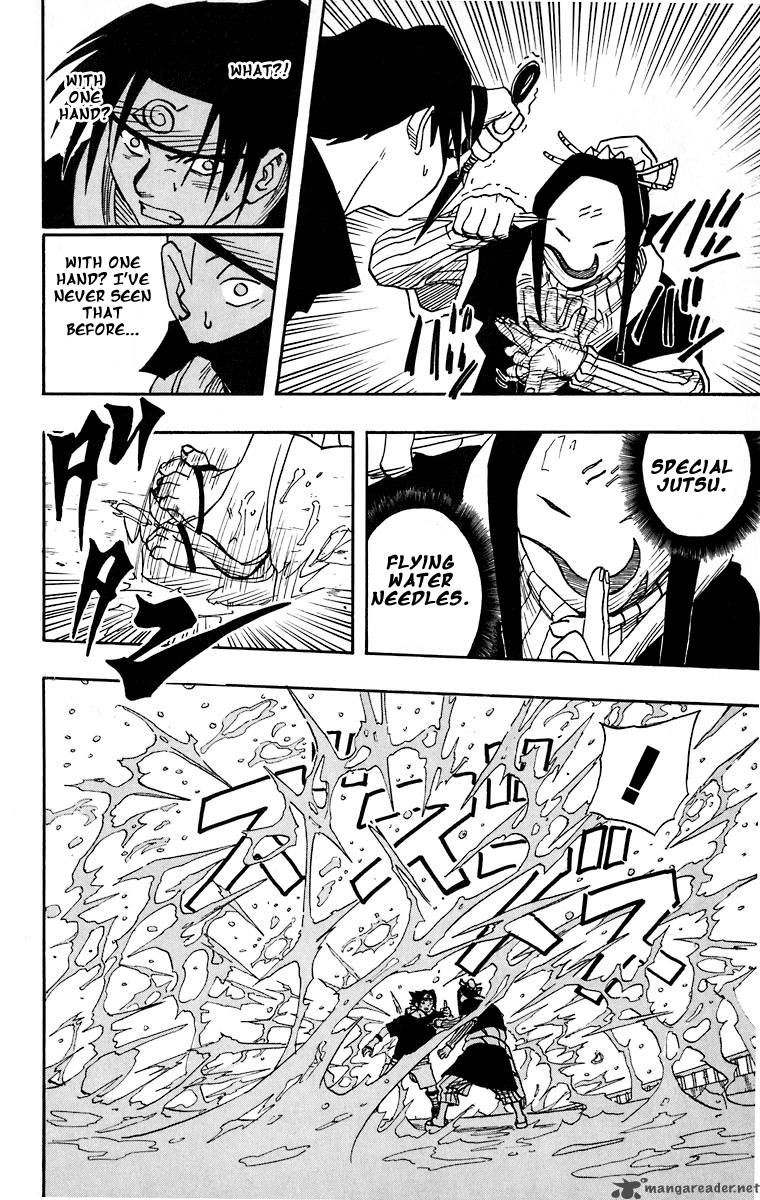 WHAT?!
WITH
ONE
HAND?
WITH ONE
HAND? I'VE
NEVER SEEN
THAT
BEFORE...
SPECIAL
JUTSU.
FLYING
WATER
NEEDLES.
!
mangareader.net